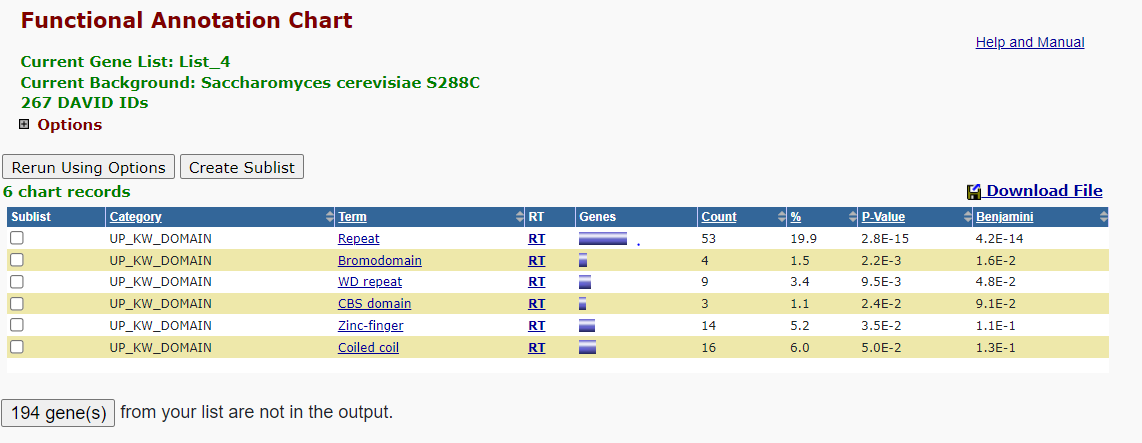 Functional Annotation Chart
Help and Manual
Current Gene List: List_4
Current Background: Saccharomyces cerevisiae S288C
267 DAVID IDs
Options
Rerun Using Options Create Sublist
6 chart records Download File
Sublist Category Term RT Genes Count % P-Value Benjamini
UP_KW_DOMAIN Repeat RT 53 19.9 2.8E-15 4.2E-14
UP_KW_DOMAIN Bromodomain RT 4 1.5 2.2E-3 1.6E-2
UP_KW_DOMAIN WD repeat RT 9 3.4 9.5E-3 4.8E-2
UP_KW_DOMAIN CBS domain RT 3 1.1 2.4E-2 9.1E-2
UP_KW_DOMAIN Zinc-finger RT 14 5.2 3.5E-2 1.1E-1
UP_KW_DOMAIN Coiled coil RT 16 6.0 5.0E-2 1.3E-1
194 gene(s) from your list are not in the output.